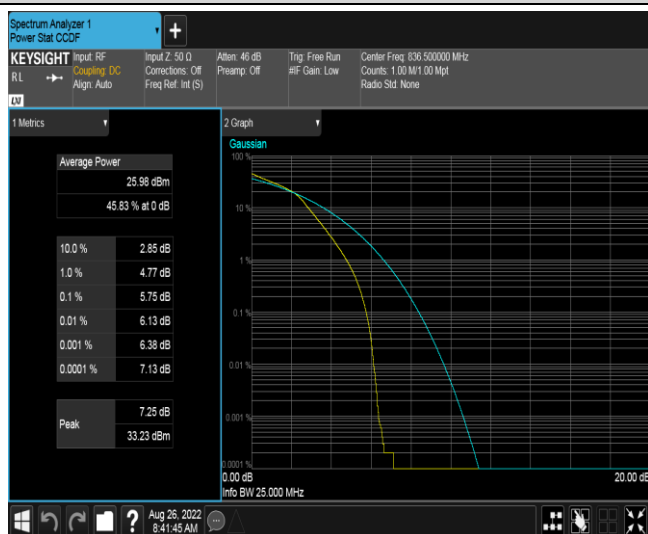 Spectrum Analyzer 1
Power Stat CCDF
KEYSIGHT
RL
LXI
Input: RF
Coupling: DC
Align: Auto
Input Z: 50 Ω
Corrections: Off
Freq Ref: Int (S)
Atten: 46 dB
Preamp: Off
Trig: Free Run
#IF Gain: Low
Center Freq: 836.500000 MHz
Counts: 1.00 M/1.00 Mpt
Radio Std: None
1 Metrics
Average Power
25.98 dBm
45.83 % at 0 dB
10.0 % 2.85 dB
1.0 % 4.77 dB
0.1 % 5.75 dB
0.01 % 6.13 dB
0.001 % 6.38 dB
0.0001 % 7.13 dB
Peak
7.25 dB
33.23 dBm
2 Graph
Gaussian
100 %
10 %
1 %
0.1 %
0.01 %
0.001 %
0.0001 %
0.00 dB 20.00 dB
Info BW 25.000 MHz
?
Aug 26, 2022
8:41:45 AM